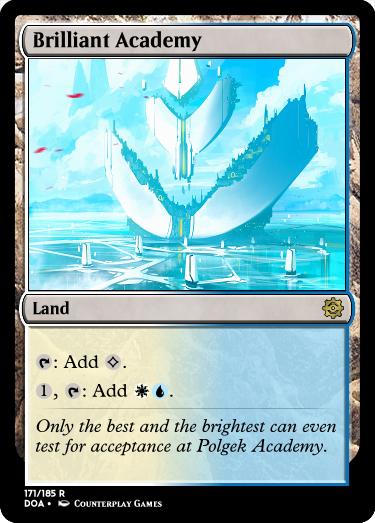 Brilliant Academy
Land
: Add .
1, : Add .
Only the best and the brightest can even
test for acceptance at Polgek Academy.
171/185 R
DOA • Counterplay Games